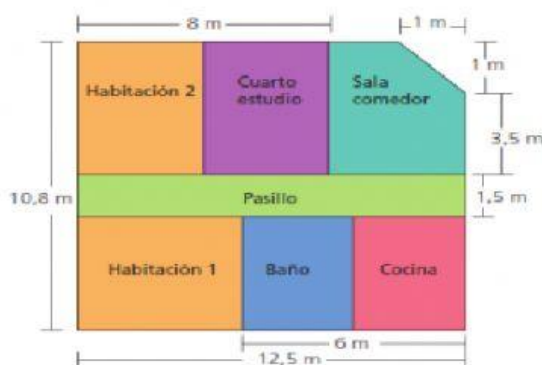 8 m
1 m
Habitación 2
Cuarto
estudio
Sala
comedor
1 m
3,5 m
10,8 m
Pasillo
1,5 m
Habitación 1
Baño
Cocina
6 m
12,5 m